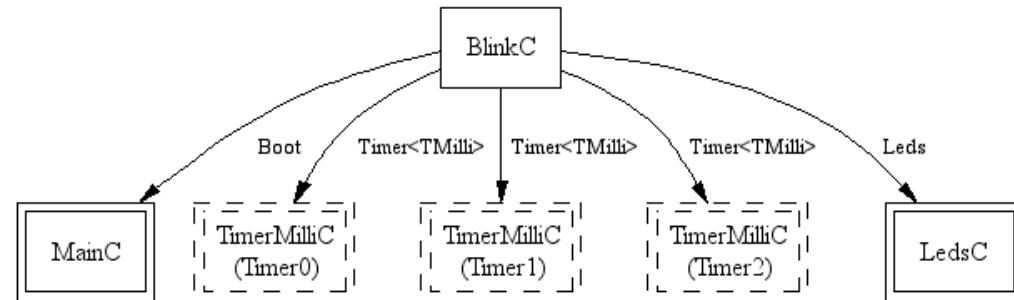 BlinkC
Boot
Timer<TMilli>
Timer<TMilli>
Timer<TMilli>
Leds
MainC
TimerMilliC
(Timer0)
TimerMilliC
(Timer1)
TimerMilliC
(Timer2)
LedsC